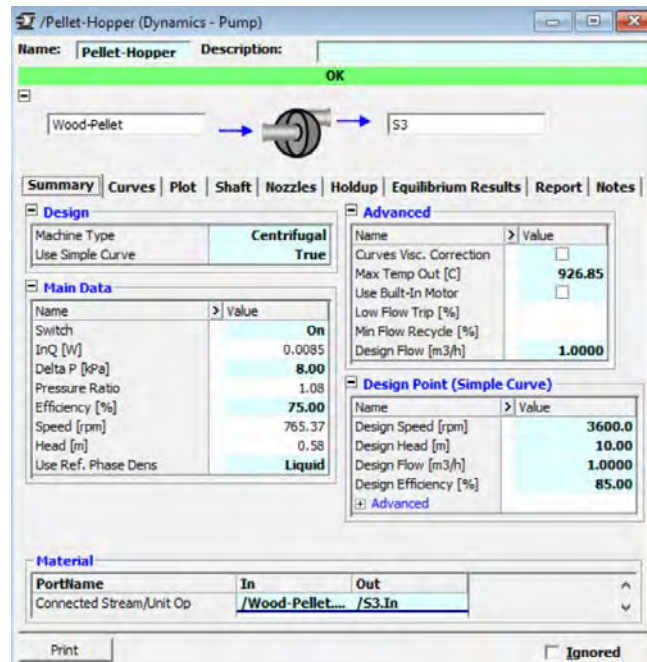 /Pellet-Hopper (Dynamics - Pump)
Name: Pellet-Hopper Description:
OK
Wood-Pellet S3
Summary Curves Plot Shaft Nozzles Holdup Equilibrium Results Report Notes
Design
Machine Type Centrifugal
Use Simple Curve True
Main Data
Name > Value
Switch On
InQ [W] 0.0085
Delta P [kPa] 8.00
Pressure Ratio 1.08
Efficiency [%] 75.00
Speed [rpm] 765.37
Head [m] 0.58
Use Ref. Phase Dens Liquid
Advanced
Name > Value
Curves Visc. Correction
Max Temp Out [C] 926.85
Use Built-In Motor
Low Flow Trip [%]
Min Flow Recycle [%]
Design Flow [m3/h] 1.0000
Design Point (Simple Curve)
Name > Value
Design Speed [rpm] 3600.0
Design Head [m] 10.00
Design Flow [m3/h] 1.0000
Design Efficiency [%] 85.00
Advanced
Material
PortName In Out
Connected Stream/Unit Op /Wood-Pellet.... /S3.In
Print Ignored